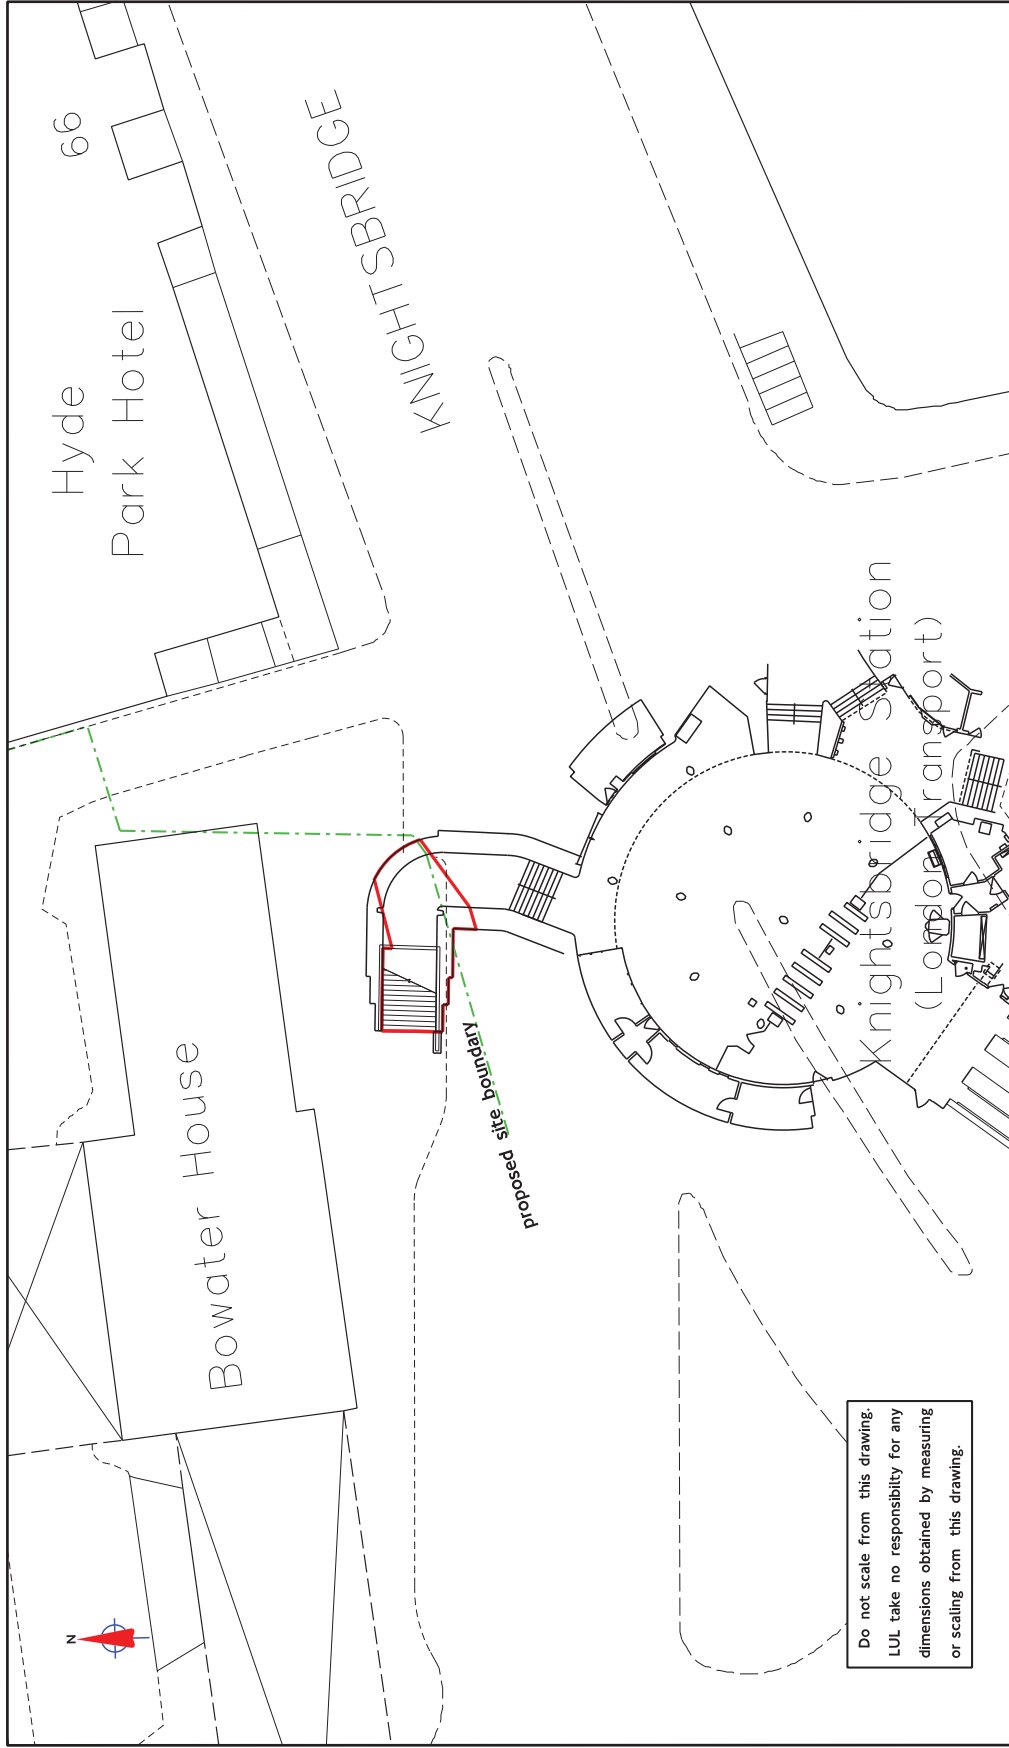 Hyde
Park Hotel
66
KNIGHTSBRIDGE
Bowater House
Proposed site boundary
Knightsbridge Station
(London Transport)
N
Do not scale from this drawing.
LUL take no responsibilty for any
dimensions obtained by measuring
or scaling from this drawing.